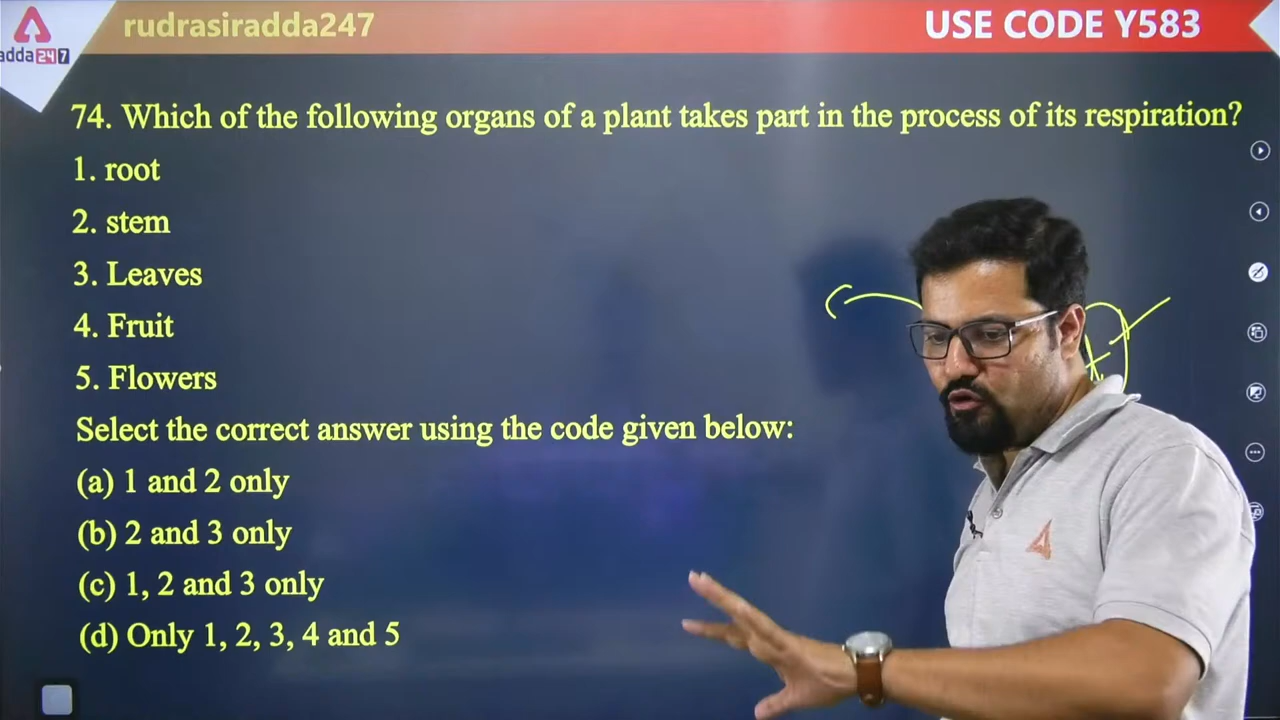 rudrasiradda247
USE CODE Y583
adda247
74. Which of the following organs of a plant takes part in the process of its respiration?
1. root
2. stem
3. Leaves
4. Fruit
5. Flowers
Select the correct answer using the code given below:
(a) 1 and 2 only
(b) 2 and 3 only
(c) 1, 2 and 3 only
(d) Only 1, 2, 3, 4 and 5